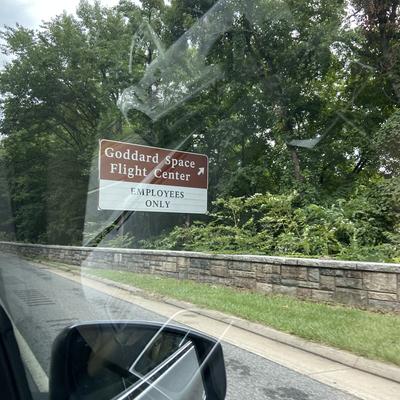 Goddard Space
Flight Center
EMPLOYEES
ONLY